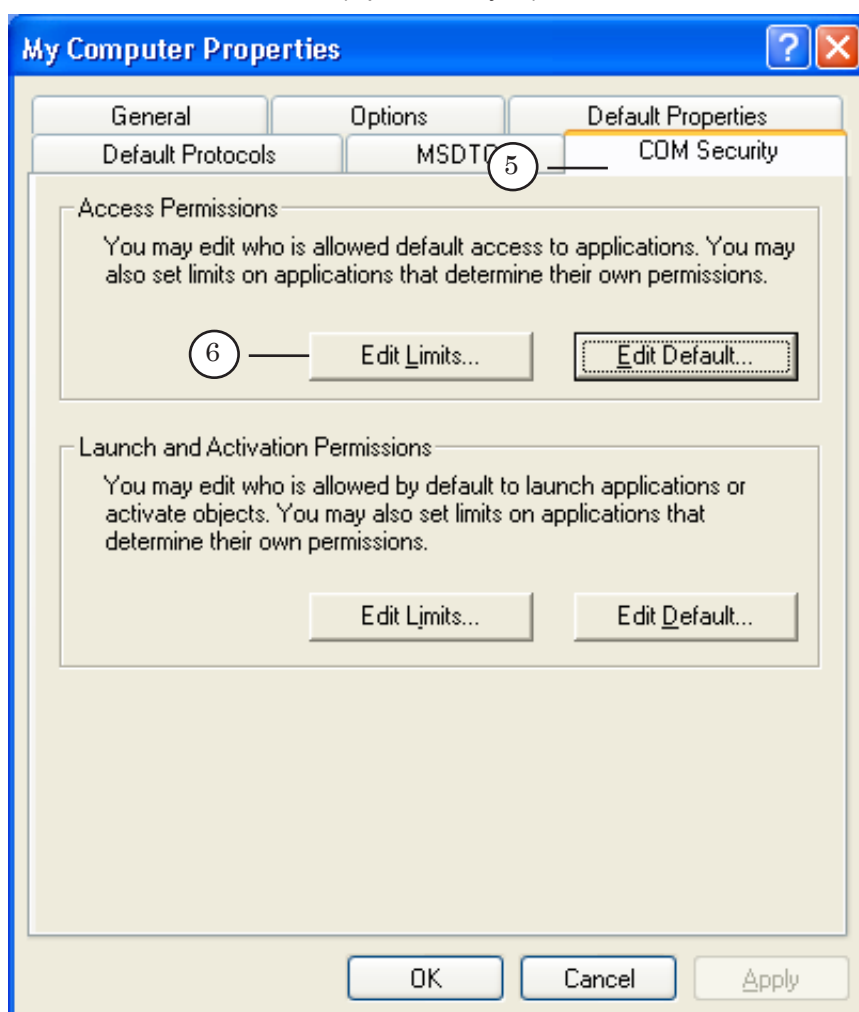 My Computer Properties
General Options Default Properties
Default Protocols MSDTC COM Security
5
Access Permissions
You may edit who is allowed default access to applications. You may
also set limits on applications that determine their own permissions.
6 Edit Limits... Edit Default...
Launch and Activation Permissions
You may edit who is allowed by default to launch applications or
activate objects. You may also set limits on applications that
determine their own permissions.
Edit Limits... Edit Default...
OK Cancel Apply